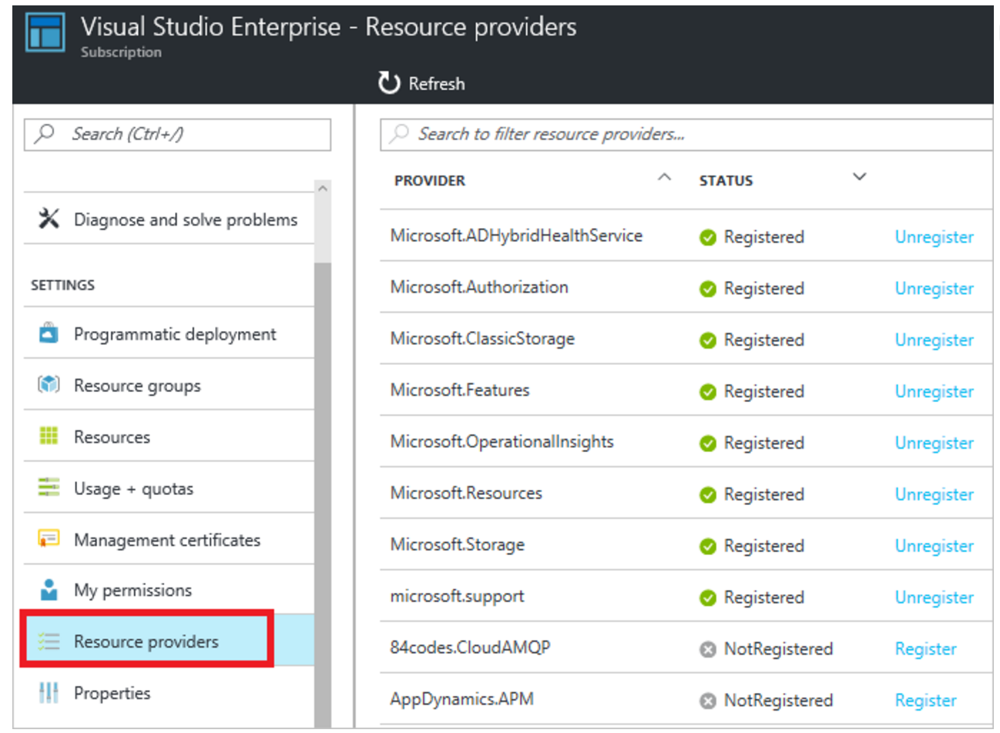 Visual Studio Enterprise - Resource providers
Subscription
Refresh
Search (Ctrl+/)
Diagnose and solve problems
SETTINGS
Programmatic deployment
Resource groups
Resources
Usage + quotas
Management certificates
My permissions
Resource providers
Properties
Search to filter resource providers...
PROVIDER STATUS
Microsoft.ADHybridHealthService Registered Unregister
Microsoft.Authorization Registered Unregister
Microsoft.ClassicStorage Registered Unregister
Microsoft.Features Registered Unregister
Microsoft.OperationalInsights Registered Unregister
Microsoft.Resources Registered Unregister
Microsoft.Storage Registered Unregister
microsoft.support Registered Unregister
84codes.CloudAMQP NotRegistered Register
AppDynamics.APM NotRegistered Register